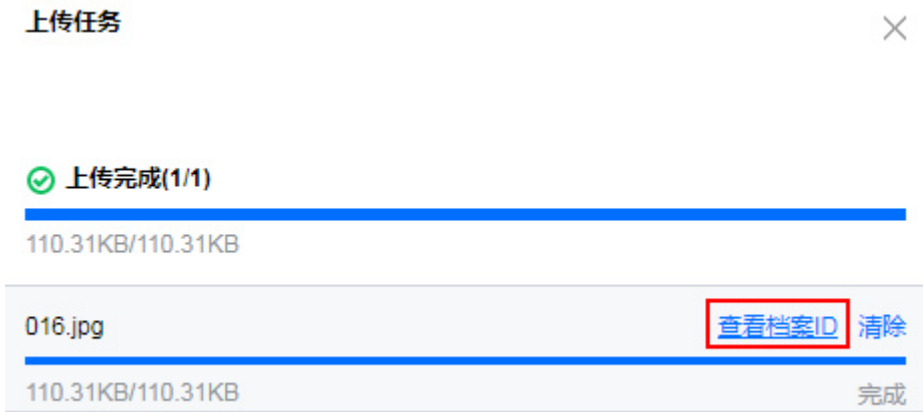 上传任务
上传完成(1/1)
110.31KB/110.31KB
016.jpg 查看档案ID 清除
110.31KB/110.31KB 完成